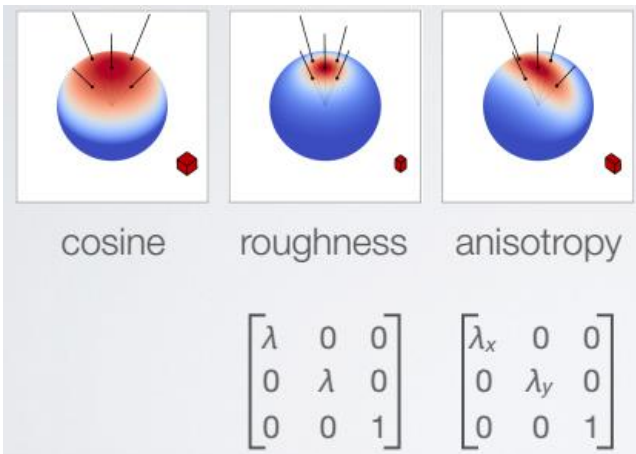 cosine roughness anisotropy
[λ 0 0] [λx 0 0]
[0 λ 0] [0 λy 0]
[0 0 1] [0 0 1]